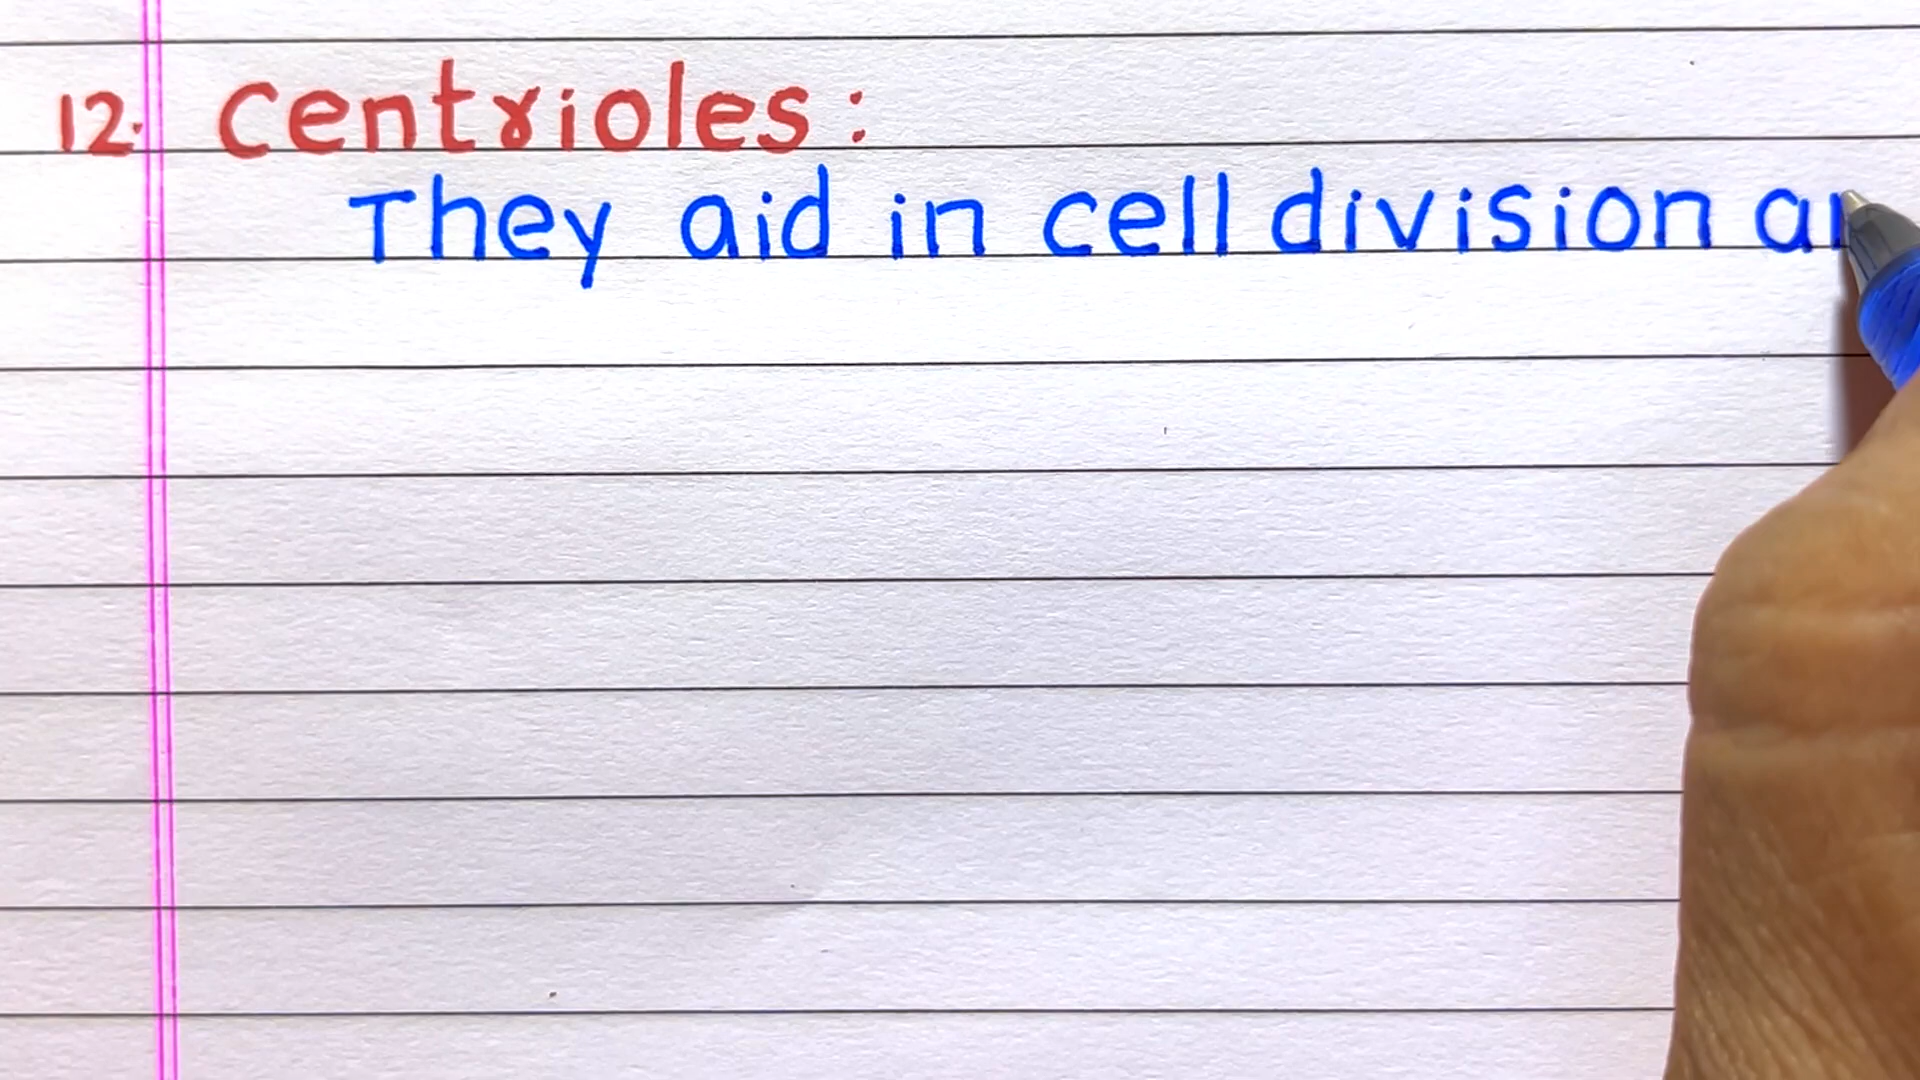 12. Centrioles :
They aid in cell division